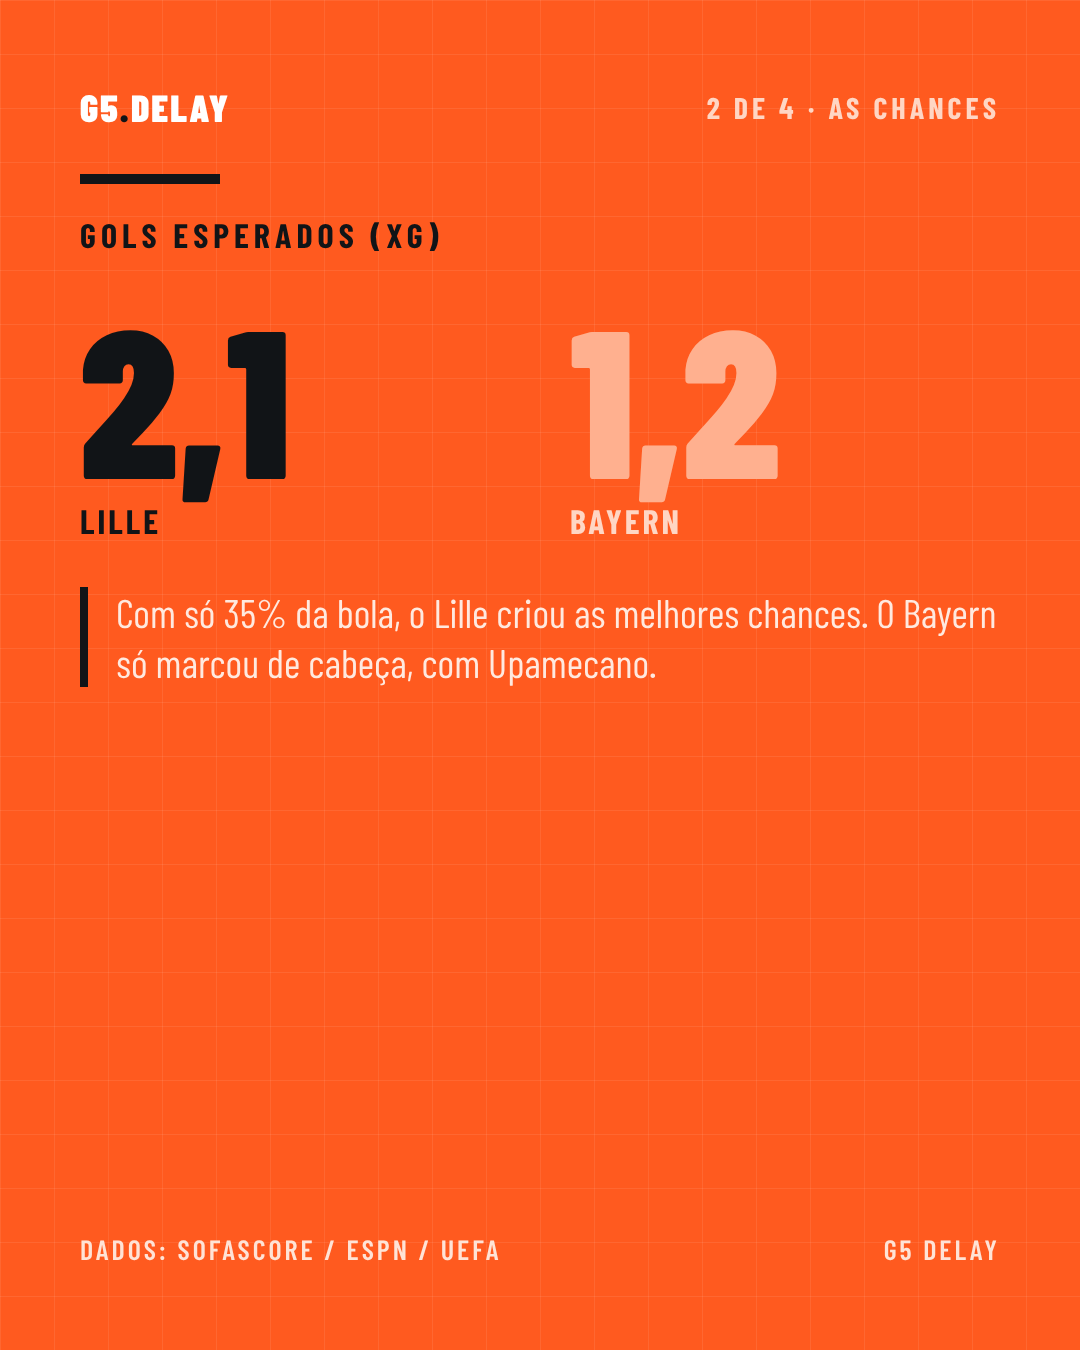 G5.DELAY
2 DE 4 · AS CHANCES
GOLS ESPERADOS (XG)
2,1
1,2
LILLE
BAYERN
Com só 35% da bola, o Lille criou as melhores chances. O Bayern
só marcou de cabeça, com Upamecano.
DADOS: SOFASCORE / ESPN / UEFA
G5 DELAY